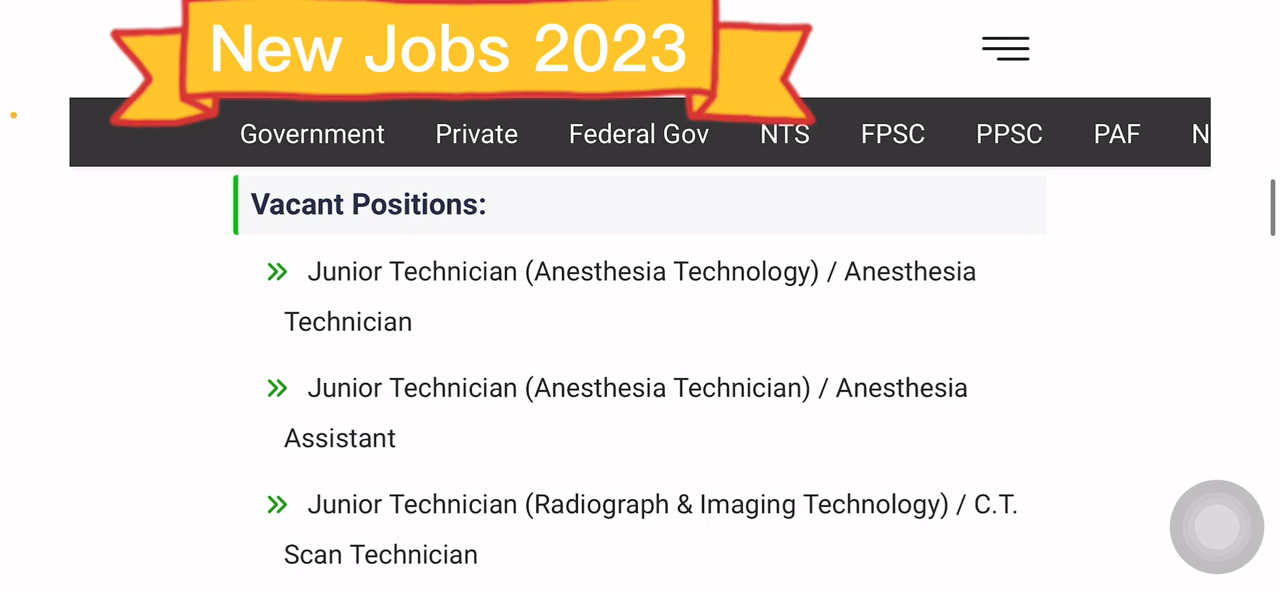 New Jobs 2023
Government Private Federal Gov NTS FPSC PPSC PAF N
Vacant Positions:
Junior Technician (Anesthesia Technology) / Anesthesia
Technician
Junior Technician (Anesthesia Technician) / Anesthesia
Assistant
Junior Technician (Radiograph & Imaging Technology) / C.T.
Scan Technician